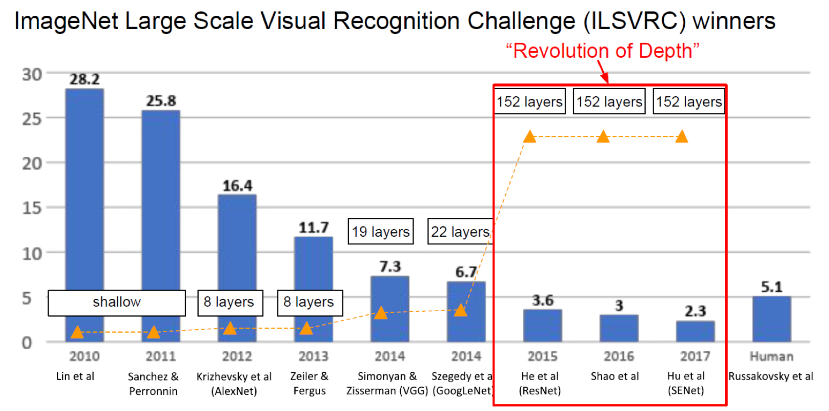 ImageNet Large Scale Visual Recognition Challenge (ILSVRC) winners
“Revolution of Depth”
30
28.2
25.8
152 layers
152 layers
152 layers
25
20
16.4
15
11.7
19 layers
22 layers
10
7.3
6.7
5
shallow
8 layers
8 layers
3.6
3
2.3
5.1
0
2010
2011
2012
2013
2014
2014
2015
2016
2017
Human
Lin et al
Sanchez &
Perronnin
Krizhevsky et al
(AlexNet)
Zeiler &
Fergus
Simonyan &
Zisserman (VGG)
Szegedy et al
(GoogLeNet)
He et al
(ResNet)
Shao et al
Hu et al
(SENet)
Russakovsky et al